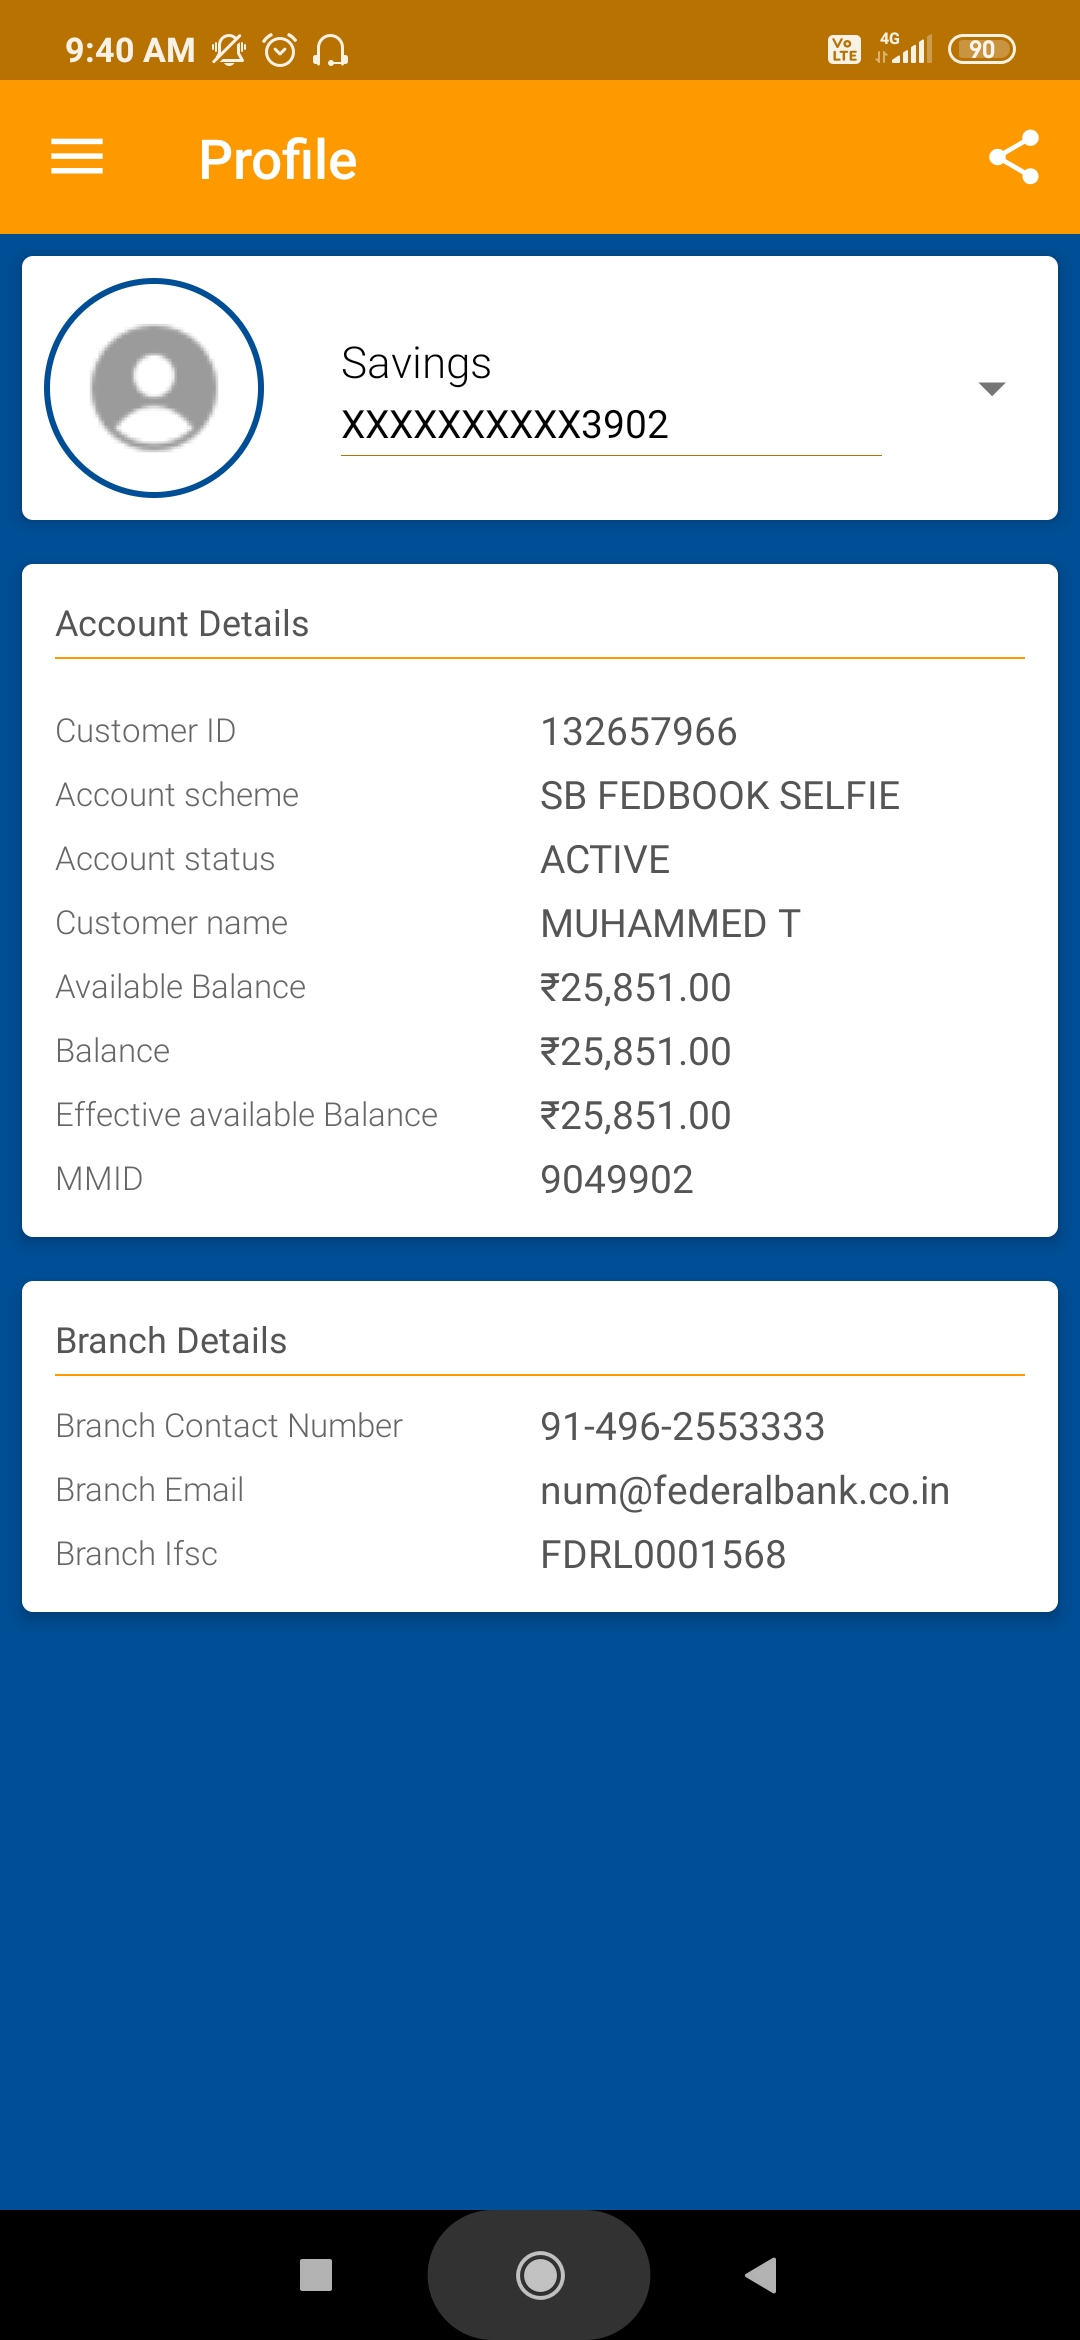 9:40 AM Vo LTE 4G 90
Profile
Savings
XXXXXXXXXX3902
Account Details
Customer ID 132657966
Account scheme SB FEDBOOK SELFIE
Account status ACTIVE
Customer name MUHAMMED T
Available Balance ₹25,851.00
Balance ₹25,851.00
Effective available Balance ₹25,851.00
MMID 9049902
Branch Details
Branch Contact Number 91-496-2553333
Branch Email num@federalbank.co.in
Branch Ifsc FDRL0001568